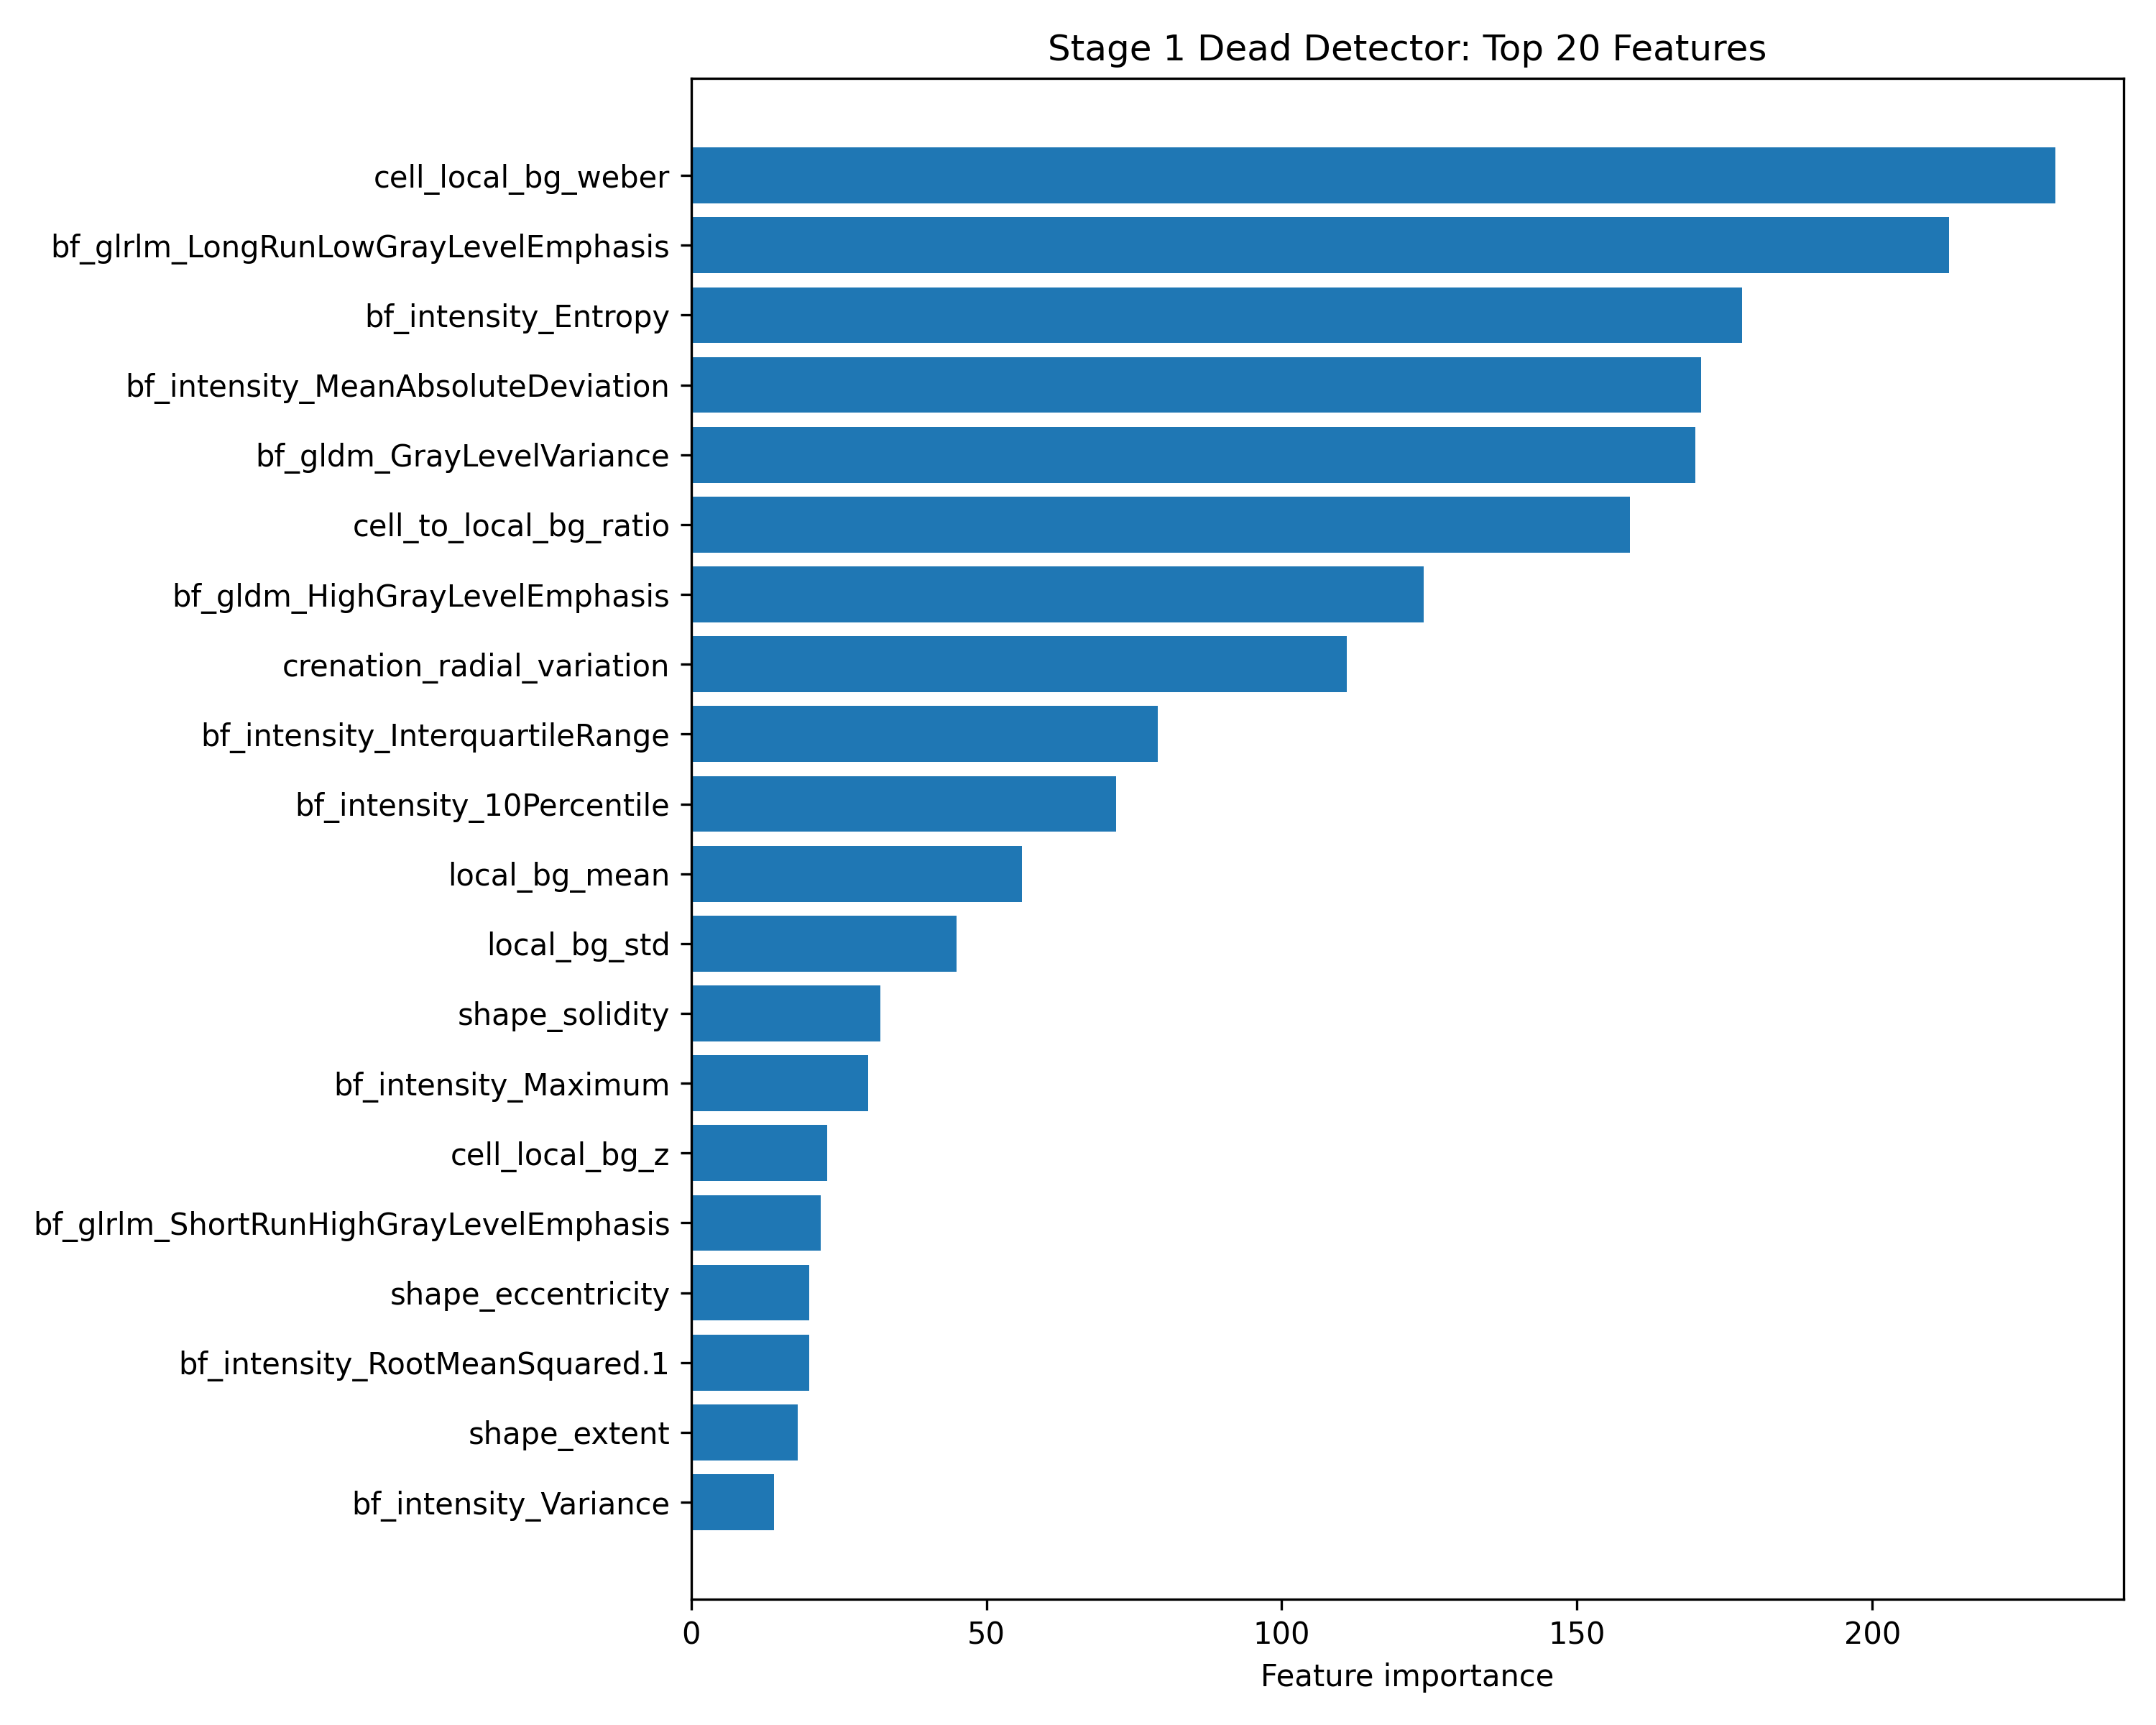 Stage 1 Dead Detector: Top 20 Features
cell_local_bg_weber
bf_glrlm_LongRunLowGrayLevelEmphasis
bf_intensity_Entropy
bf_intensity_MeanAbsoluteDeviation
bf_gldm_GrayLevelVariance
cell_to_local_bg_ratio
bf_gldm_HighGrayLevelEmphasis
crenation_radial_variation
bf_intensity_InterquartileRange
bf_intensity_10Percentile
local_bg_mean
local_bg_std
shape_solidity
bf_intensity_Maximum
cell_local_bg_z
bf_glrlm_ShortRunHighGrayLevelEmphasis
shape_eccentricity
bf_intensity_RootMeanSquared.1
shape_extent
bf_intensity_Variance
0 50 100 150 200
Feature importance